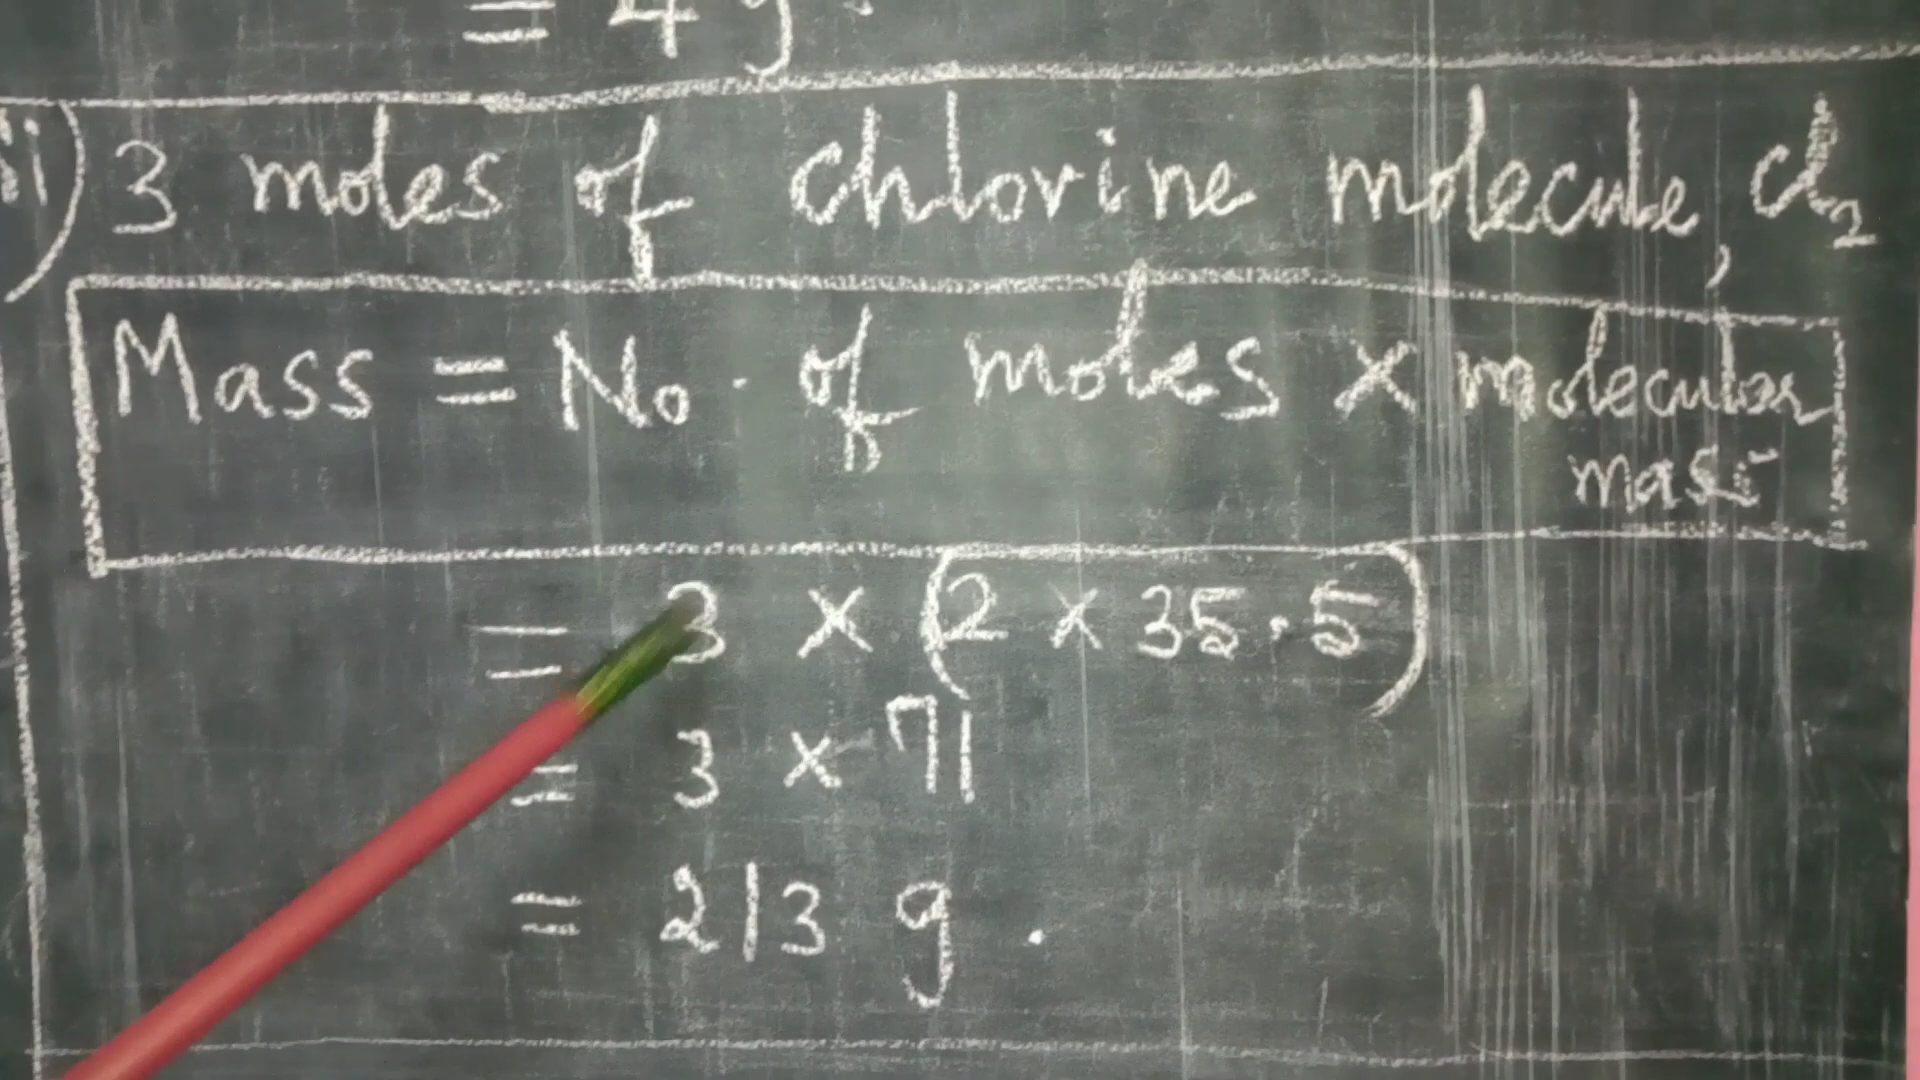 = 4 g.
ii) 3 moles of chlorine molecule, Cl₂
Mass = No. of moles × molecular
mass
= 3 × (2 × 35.5)
= 3 × 71
= 213 g.